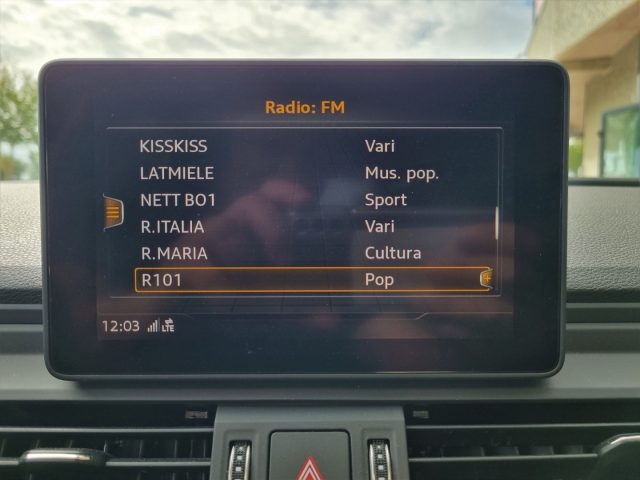 Radio: FM
KISSKISS Vari
LATMIELE Mus. pop.
NETT BO1 Sport
R.ITALIA Vari
R.MARIA Cultura
R101 Pop
12:03 LTE